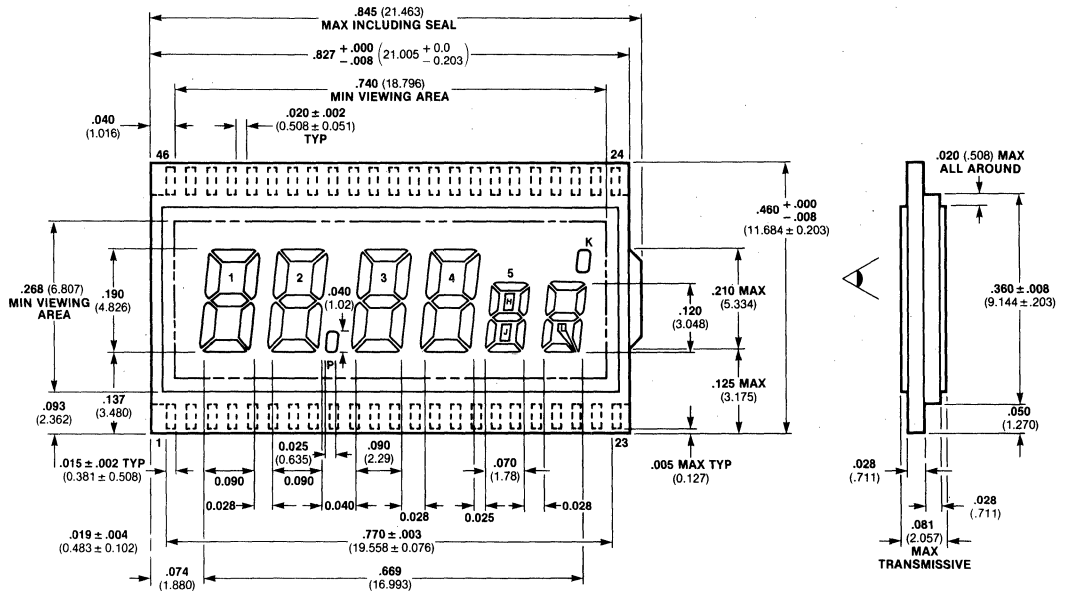 .845 (21.463)
MAX INCLUDING SEAL
.827 +.000 −.008 (21.005 +0.0 −0.203)
.740 (18.796)
MIN VIEWING AREA
.040
(1.016)
.020 ± .002
(0.508 ± 0.051)
TYP
46
24
.020 (.508) MAX
ALL AROUND
.460 +.000 −.008
(11.684 ± 0.203)
K
1
2
3
4
5
H
J
.268 (6.807)
MIN VIEWING
AREA
.190
(4.826)
.040
(1.02)
P
.210 MAX
(5.334)
.120
(3.048)
.360 ± .008
(9.144 ± .203)
.125 MAX
(3.175)
.093
(2.362)
.137
(3.480)
1
23
.050
(1.270)
.015 ± .002 TYP
(0.381 ± 0.508)
0.025
(0.635)
.090
(2.29)
.070
(1.78)
.005 MAX TYP
(0.127)
.028
(.711)
0.090
0.090
0.028
0.040
0.028
0.025
0.028
.028
(.711)
.019 ± .004
(0.483 ± 0.102)
.770 ± .003
(19.558 ± 0.076)
.081
(2.057)
MAX
TRANSMISSIVE
.074
(1.880)
.669
(16.993)